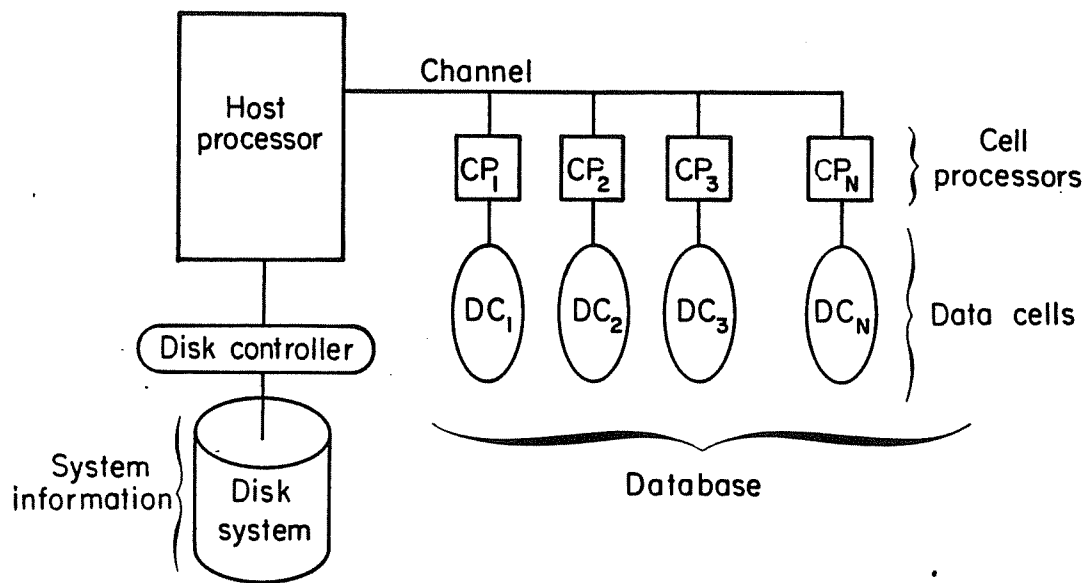 Channel
Host
processor
CP1
CP2
CP3
CPN
Cell
processors
DC1
DC2
DC3
DCN
Data cells
Disk controller
System
information
Disk
system
Database